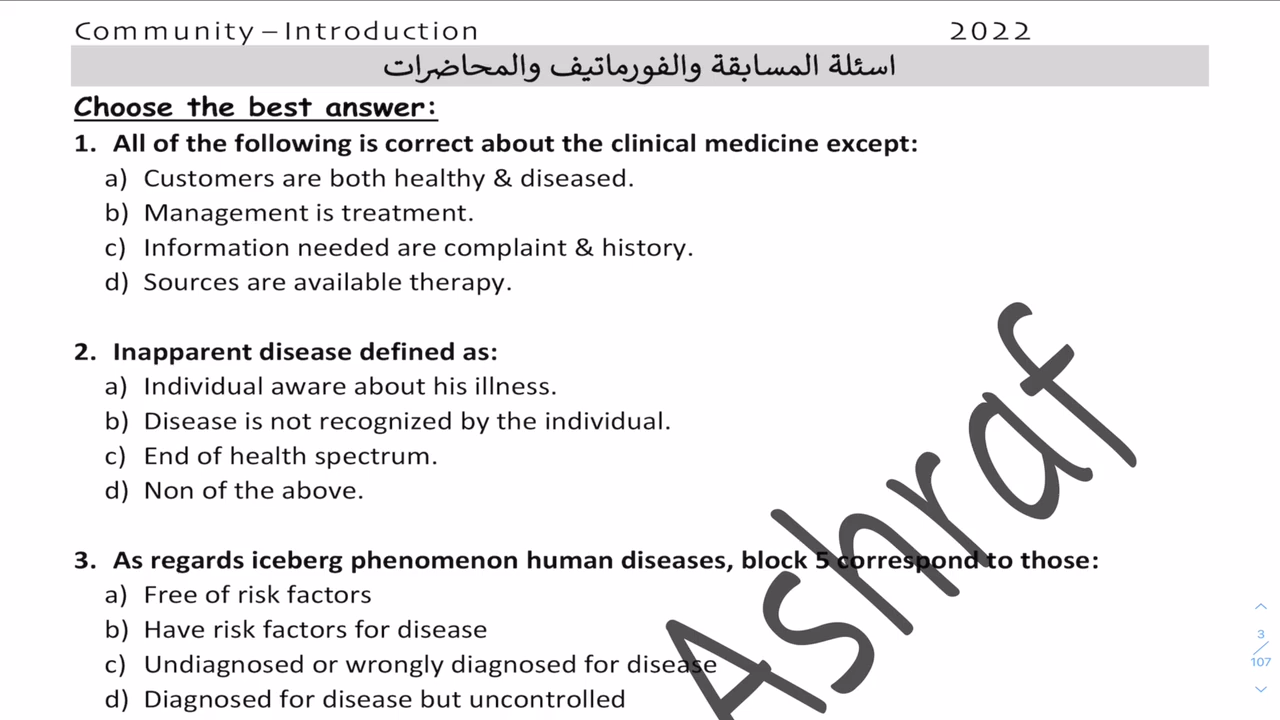 Community – Introduction 2022
اسئلة المسابقة والفورماتيف والمحاضرات
Choose the best answer:
1. All of the following is correct about the clinical medicine except:
a) Customers are both healthy & diseased.
b) Management is treatment.
c) Information needed are complaint & history.
d) Sources are available therapy.
2. Inapparent disease defined as:
a) Individual aware about his illness.
b) Disease is not recognized by the individual.
c) End of health spectrum.
d) Non of the above.
3. As regards iceberg phenomenon human diseases, block 5 correspond to those:
a) Free of risk factors
b) Have risk factors for disease
c) Undiagnosed or wrongly diagnosed for disease
d) Diagnosed for disease but uncontrolled
Ashraf
3
107